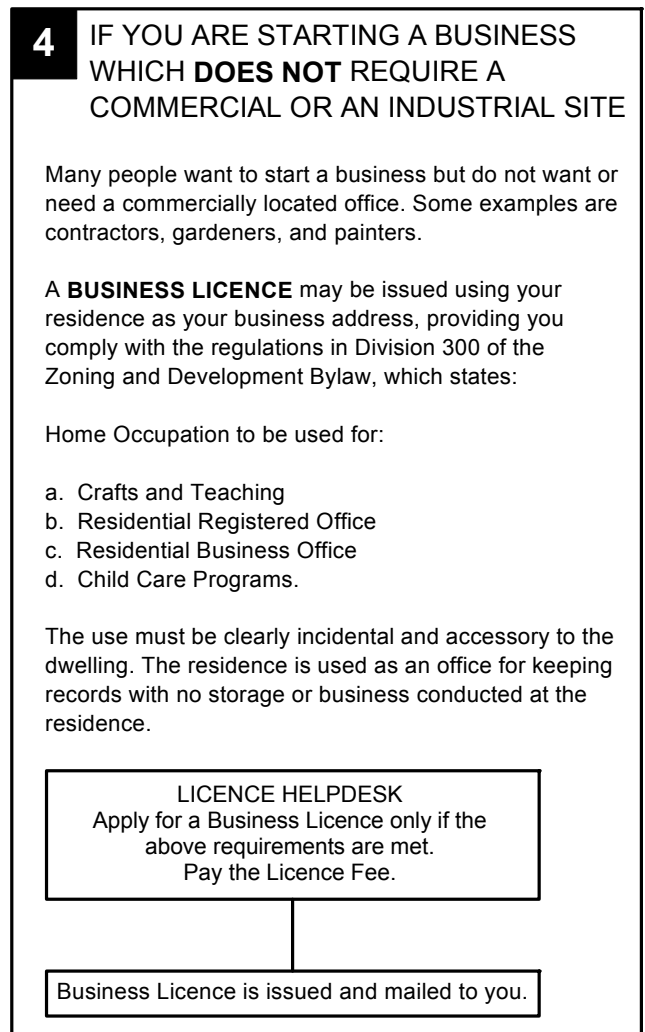 4
IF YOU ARE STARTING A BUSINESS
WHICH DOES NOT REQUIRE A
COMMERCIAL OR AN INDUSTRIAL SITE
Many people want to start a business but do not want or
need a commercially located office. Some examples are
contractors, gardeners, and painters.
A BUSINESS LICENCE may be issued using your
residence as your business address, providing you
comply with the regulations in Division 300 of the
Zoning and Development Bylaw, which states:
Home Occupation to be used for:
a. Crafts and Teaching
b. Residential Registered Office
c. Residential Business Office
d. Child Care Programs.
The use must be clearly incidental and accessory to the
dwelling. The residence is used as an office for keeping
records with no storage or business conducted at the
residence.
LICENCE HELPDESK
Apply for a Business Licence only if the
above requirements are met.
Pay the Licence Fee.
Business Licence is issued and mailed to you.